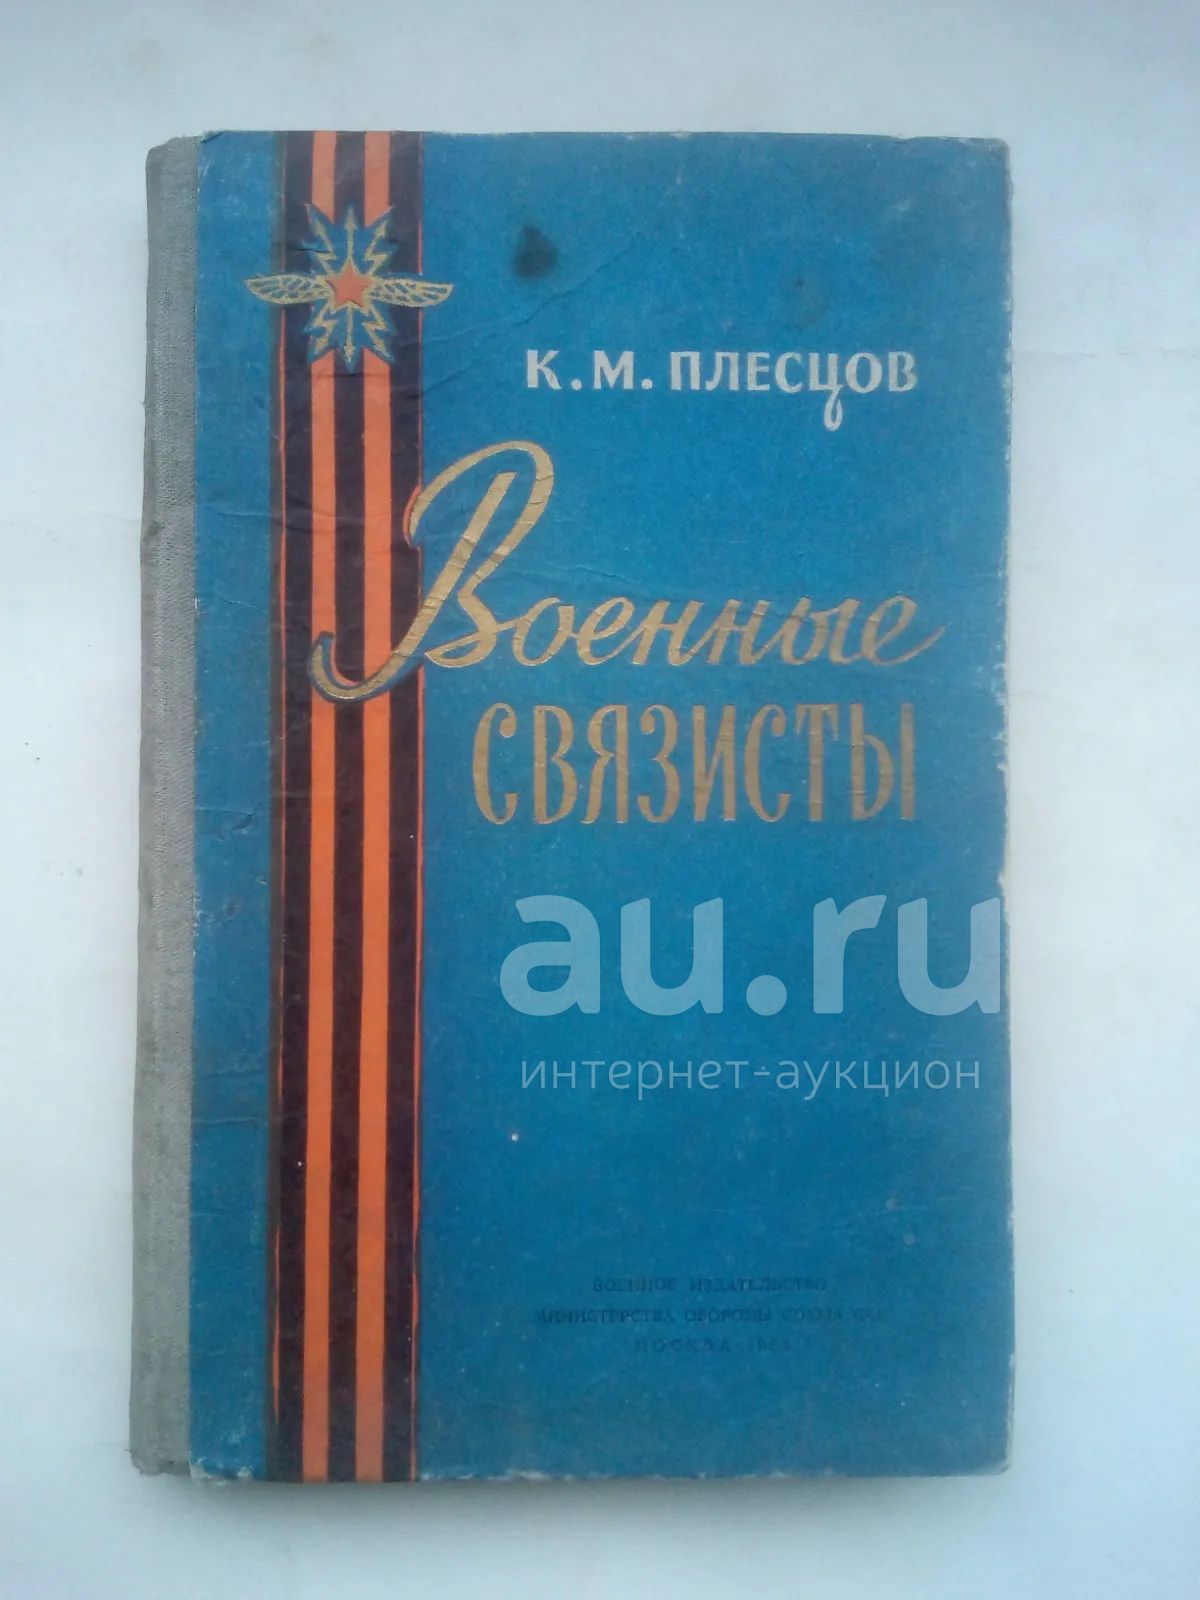 К. М. ПЛЕСЦОВ
Военные
СВЯЗИСТЫ
au.ru
интернет-аукцион
ВОЕННОЕ ИЗДАТЕЛЬСТВО
МИНИСТЕРСТВА ОБОРОНЫ СОЮЗА ССР
МОСКВА